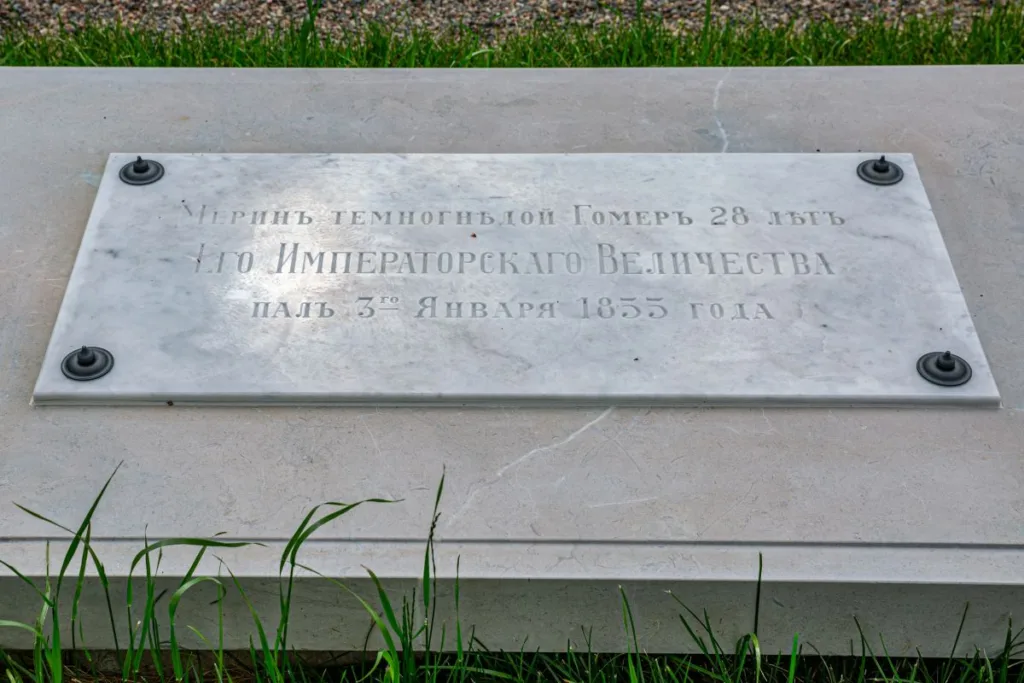 Меринъ темногнѣдой Гомеръ 28 лѣтъ
Его Императорскаго Величества
палъ 3го Января 1855 года